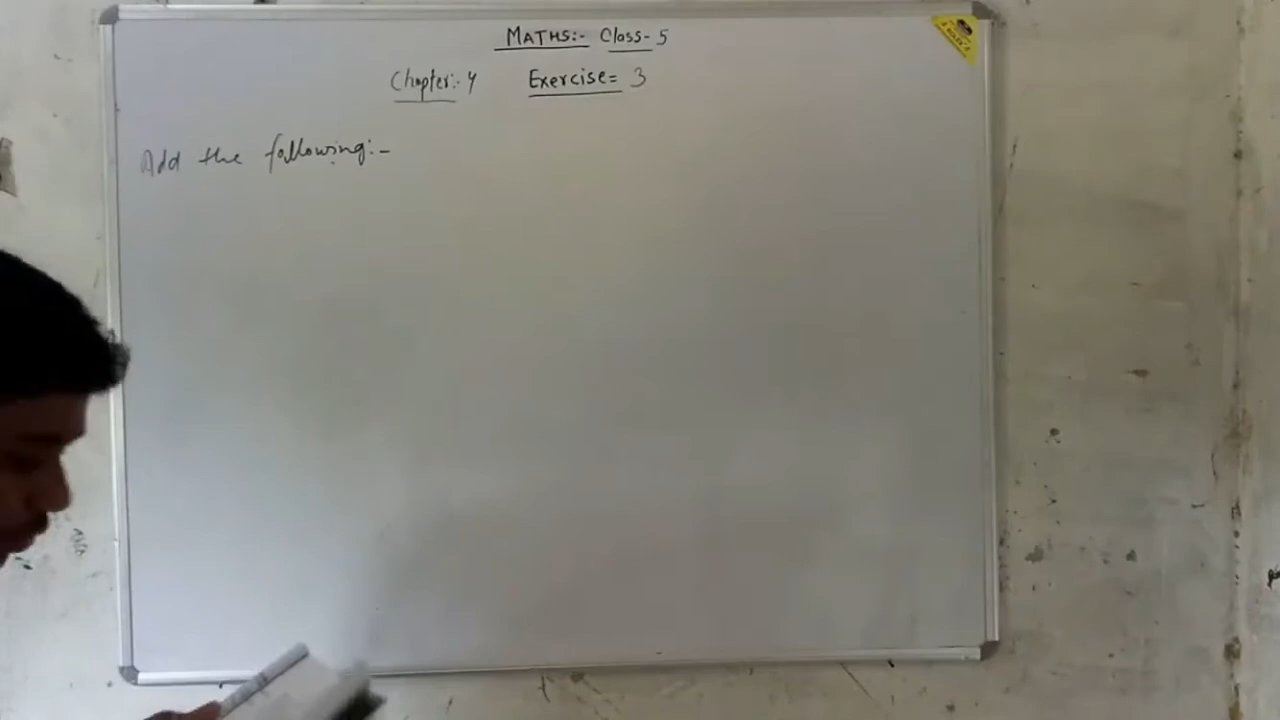 MATHS:- Class- 5
Chapter:- 4 Exercise= 3
Add the following:-